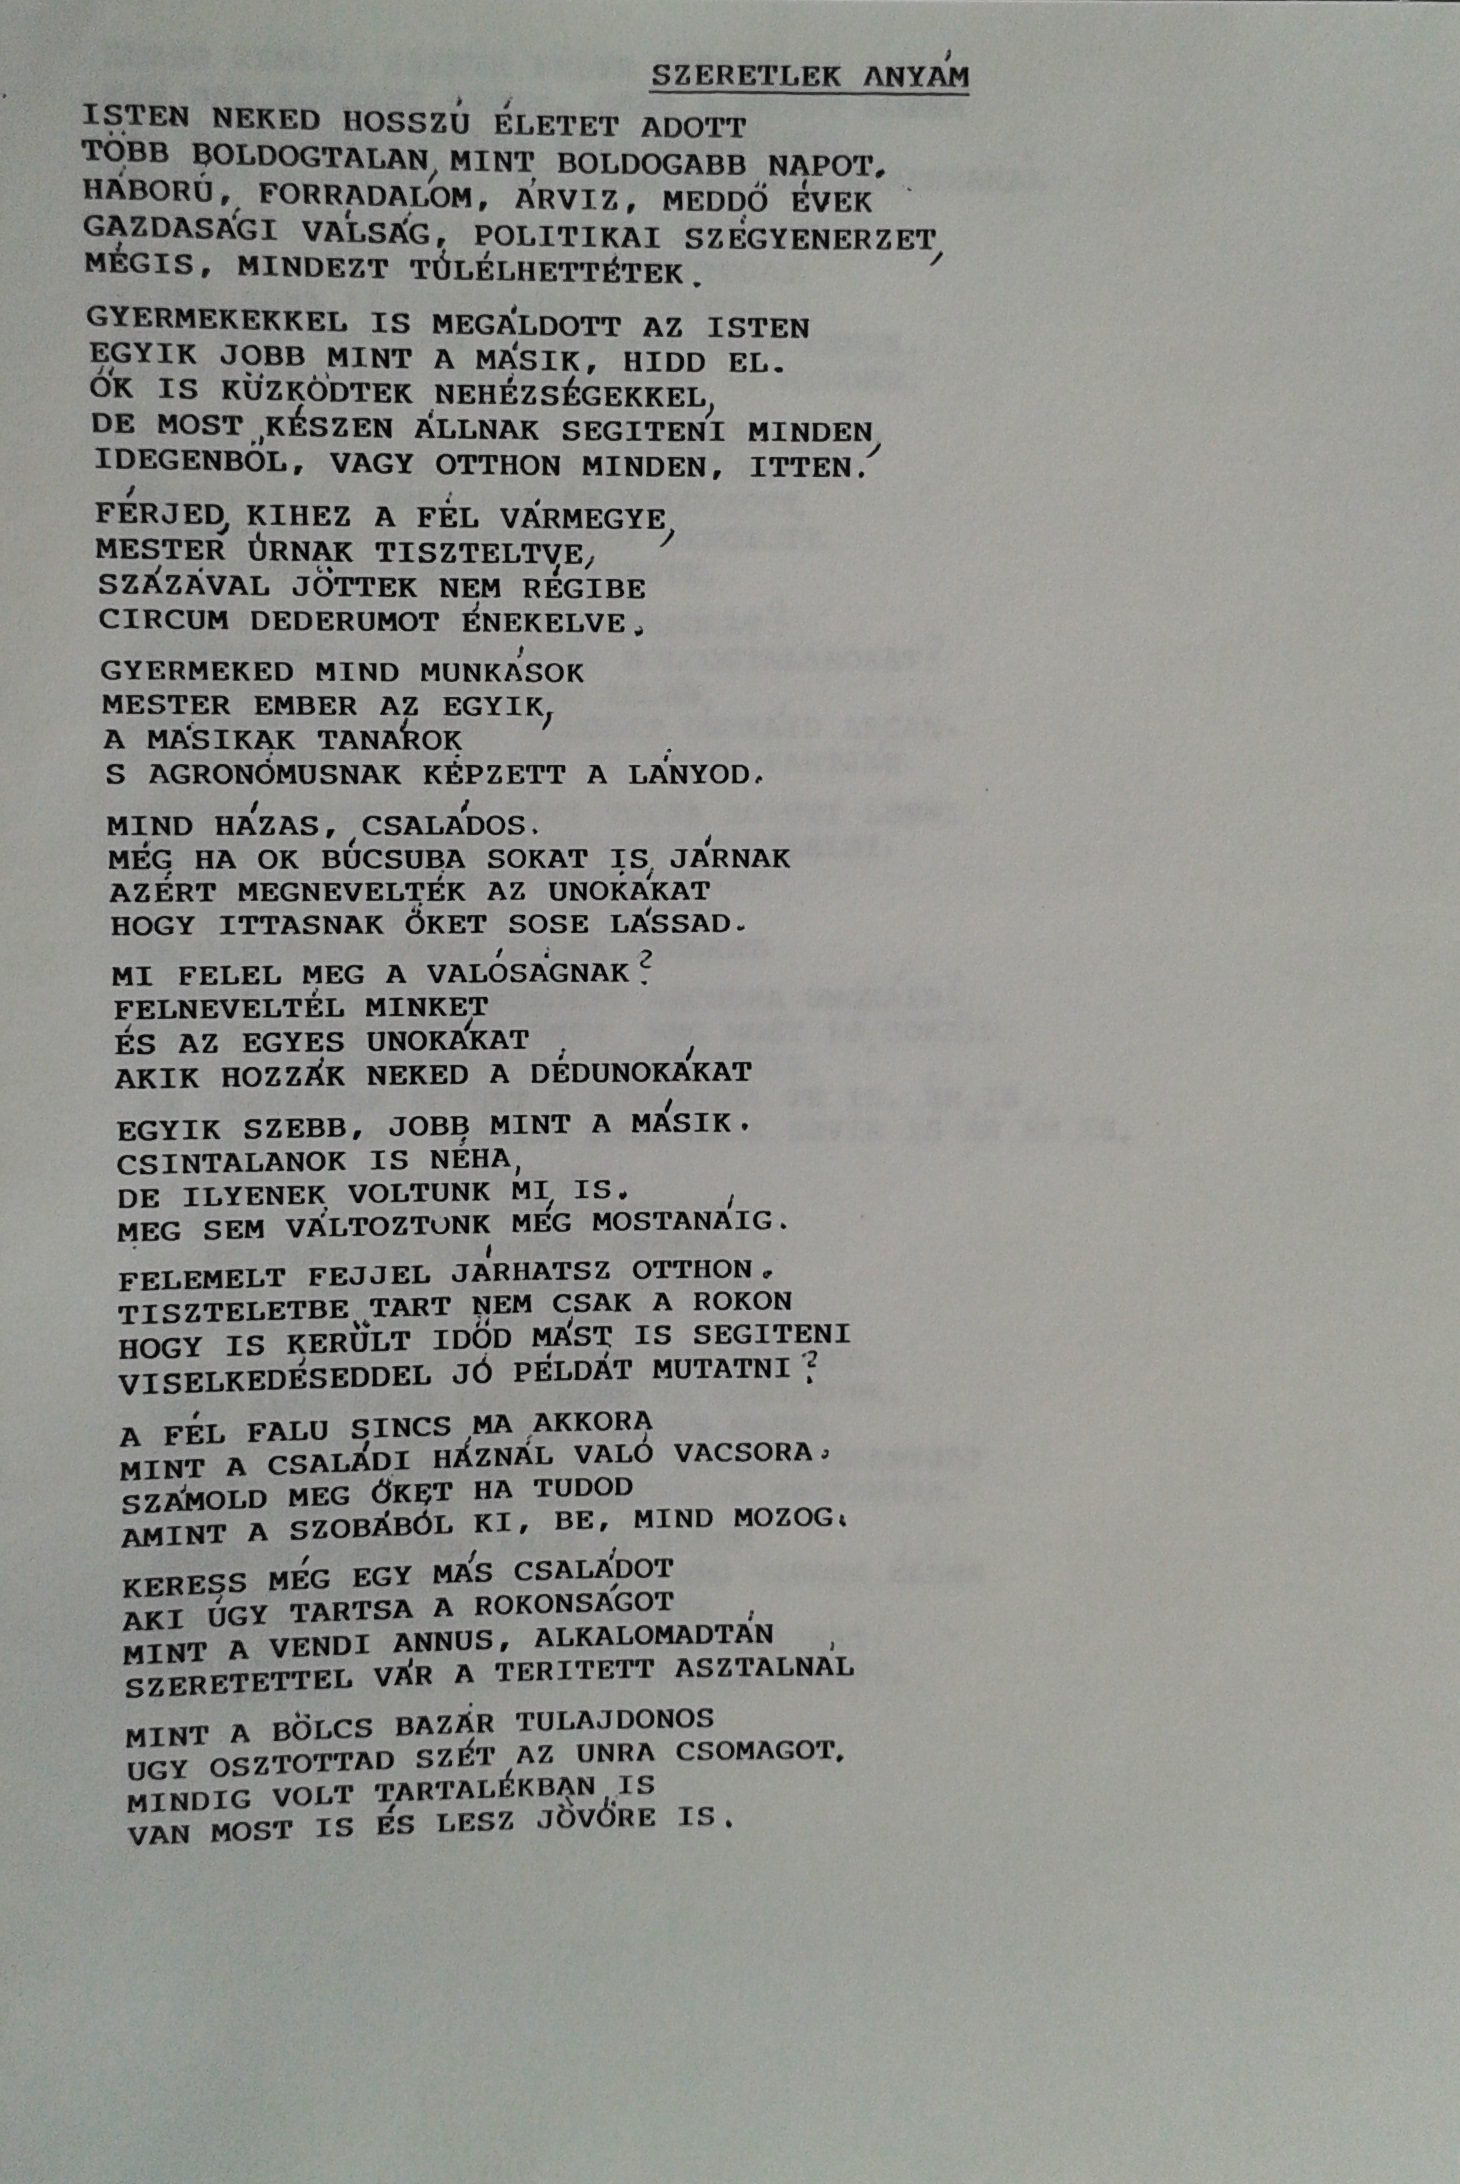 SZERETLEK ANYÁM
ISTEN NEKED HOSSZÚ ÉLETET ADOTT
TÖBB BOLDOGTALAN, MINT BOLDOGABB NAPOT.
HÁBORÚ, FORRADALOM, ÁRVIZ, MEDDŐ ÉVEK
GAZDASÁGI VÁLSÁG, POLITIKAI SZÉGYENERZET,
MÉGIS, MINDEZT TÚLÉLHETTÉTEK.
GYERMEKEKKEL IS MEGÁLDOTT AZ ISTEN
EGYIK JOBB MINT A MÁSIK, HIDD EL.
ŐK IS KÜZKÖDTEK NEHÉZSÉGEKKEL,
DE MOST KÉSZEN ÁLLNAK SEGITENI MINDEN,
IDEGENBŐL, VAGY OTTHON MINDEN, ITTEN.
FÉRJED, KIHEZ A FÉL VÁRMEGYE,
MESTER ÚRNAK TISZTELTVE,
SZÁZÁVAL JÖTTEK NEM RÉGIBE
CIRCUM DEDERUMOT ÉNEKELVE.
GYERMEKED MIND MUNKÁSOK
MESTER EMBER AZ EGYIK,
A MÁSIKAK TANÁROK
S AGRONÓMUSNAK KÉPZETT A LÁNYOD.
MIND HÁZAS, CSALÁDOS.
MÉG HA OK BÚCSUBA SOKAT IS JÁRNAK
AZÉRT MEGNEVELTÉK AZ UNOKÁKAT
HOGY ITTASNAK ŐKET SOSE LÁSSAD.
MI FELEL MEG A VALÓSÁGNAK?
FELNEVELTÉL MINKET
ÉS AZ EGYES UNOKÁKAT
AKIK HOZZÁK NEKED A DÉDUNOKÁKAT
EGYIK SZEBB, JOBB MINT A MÁSIK.
CSINTALANOK IS NÉHA,
DE ILYENEK VOLTUNK MI IS.
MEG SEM VÁLTOZTUNK MÉG MOSTANÁIG.
FELEMELT FEJJEL JÁRHATSZ OTTHON.
TISZTELETBE TART NEM CSAK A ROKON
HOGY IS KERÜLT IDŐD MÁST IS SEGITENI
VISELKEDÉSEDDEL JÓ PÉLDÁT MUTATNI?
A FÉL FALU SINCS MA AKKORA
MINT A CSALÁDI HÁZNÁL VALÓ VACSORA.
SZÁMOLD MEG ŐKET HA TUDOD
AMINT A SZOBÁBÓL KI, BE, MIND MOZOG.
KERESS MÉG EGY MÁS CSALÁDOT
AKI ÚGY TARTSA A ROKONSÁGOT
MINT A VENDI ANNUS, ALKALOMADTÁN
SZERETETTEL VÁR A TERITETT ASZTALNÁL
MINT A BÖLCS BAZÁR TULAJDONOS
UGY OSZTOTTAD SZÉT AZ UNRA CSOMAGOT.
MINDIG VOLT TARTALÉKBAN IS
VAN MOST IS ÉS LESZ JÖVŐRE IS.